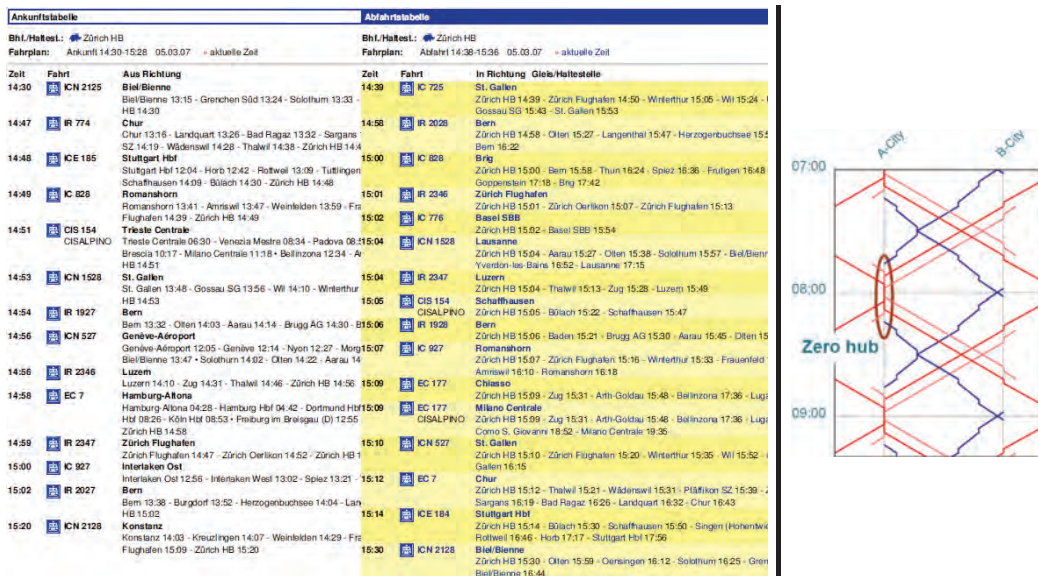 Ankunftstabelle
Bhf./Haltest.: Zürich HB
Fahrplan: Ankunft 14:30-15:28 05.03.07 aktuelle Zeit
Zeit Fahrt Aus Richtung
14:30 ICN 2125 Biel/Bienne
Biel/Bienne 13:15 - Grenchen Süd 13:24 - Solothurn 13:33 -
HB 14:30
14:47 IR 774 Chur
Chur 13:16 - Landquart 13:26 - Bad Ragaz 13:32 - Sargans
SZ 14:19 - Wädenswil 14:28 - Thalwil 14:38 - Zürich HB 14:4
14:48 ICE 185 Stuttgart Hbf
Stuttgart Hbf 12:04 - Horb 12:42 - Rottweil 13:09 - Tuttlingen
Schaffhausen 14:09 - Bülach 14:30 - Zürich HB 14:48
14:49 IC 828 Romanshorn
Romanshorn 13:41 - Amriswil 13:47 - Weinfelden 13:59 - Fra
Flughafen 14:39 - Zürich HB 14:49
14:51 CIS 154 Trieste Centrale
CISALPINO Trieste Centrale 06:30 - Venezia Mestre 08:34 - Padova 08:
Brescia 10:17 - Milano Centrale 11:18 • Bellinzona 12:34 -
HB 14:51
14:53 ICN 1528 St. Gallen
St. Gallen 13:48 - Gossau SG 13:56 - Wil 14:10 - Winterthur
HB 14:53
14:54 IR 1927 Bern
Bern 13:32 - Olten 14:03 - Aarau 14:14 - Brugg AG 14:30 -
14:56 ICN 527 Genève-Aéroport
Genève-Aéroport 12:05 - Genève 12:14 - Nyon 12:27 - Morg
Biel/Bienne 13:47 • Solothurn 14:02 - Olten 14:22 - Aarau 14
14:56 IR 2346 Luzern
Luzern 14:10 - Zug 14:31 - Thalwil 14:46 - Zürich HB 14:56
14:58 EC 7 Hamburg-Altona
Hamburg-Altona 04:28 - Hamburg Hbf 04:42 - Dortmund Hbf
Hbf 08:26 - Köln Hbf 08:53 • Freiburg im Breisgau (D) 12:55
Zürich HB 14:58
14:59 IR 2347 Zürich Flughafen
Zürich Flughafen 14:47 - Zürich Oerlikon 14:52 - Zürich HB 1
15:00 IC 927 Interlaken Ost
Interlaken Ost 12:56 - Interlaken West 13:02 - Spiez 13:21 -
15:02 IR 2027 Bern
Bern 13:38 - Burgdorf 13:52 - Herzogenbuchsee 14:04 - Lan
HB 15:02
15:20 ICN 2128 Konstanz
Konstanz 14:03 - Kreuzlingen 14:07 - Weinfelden 14:29 - Fra
Flughafen 15:09 - Zürich HB 15:20
Abfahrtstabelle
Bhf./Haltest.: Zürich HB
Fahrplan: Abfahrt 14:38-15:36 05.03.07 aktuelle Zeit
Zeit Fahrt In Richtung Gleis/Haltestelle
14:39 IC 725 St. Gallen
Zürich HB 14:39 - Zürich Flughafen 14:50 - Winterthur 15:05 - Wil 15:24 -
Gossau SG 15:43 - St. Gallen 15:53
14:58 IR 2028 Bern
Zürich HB 14:58 - Olten 15:27 - Langenthal 15:47 - Herzogenbuchsee 15:5
Bern 16:22
15:00 IC 828 Brig
Zürich HB 15:00 - Bern 15:58 - Thun 16:24 - Spiez 16:36 - Frutigen 16:48
Goppenstein 17:18 - Brig 17:42
15:01 IR 2346 Zürich Flughafen
Zürich HB 15:01 - Zürich Oerlikon 15:07 - Zürich Flughafen 15:13
15:02 IC 776 Basel SBB
Zürich HB 15:02 - Basel SBB 15:54
15:04 ICN 1528 Lausanne
Zürich HB 15:04 - Aarau 15:27 - Olten 15:38 - Solothurn 15:57 - Biel/Bienn
Yverdon-les Bains 16:52 - Lausanne 17:15
15:04 IR 2347 Luzern
Zürich HB 15:04 - Thalwil 15:13 - Zug 15:28 - Luzern 15:49
15:05 CIS 154 Schaffhausen
CISALPINO Zürich HB 15:05 - Bülach 15:22 - Schaffhausen 15:47
15:06 IR 1928 Bern
Zürich HB 15:06 - Baden 15:21 - Brugg AG 15:30 - Aarau 15:45 - Olten 15
15:07 IC 927 Romanshorn
Zürich HB 15:07 - Zürich Flughafen 15:16 - Winterthur 15:33 - Frauenfeld
Amriswil 16:10 - Romanshorn 16:18
15:09 EC 177 Chiasso
Zürich HB 15:09 - Zug 15:31 - Arth-Goldau 15:48 - Bellinzona 17:36 - Luga
15:09 EC 177 Milano Centrale
CISALPINO Zürich HB 15:09 - Zug 15:31 - Arth-Goldau 15:48 - Bellinzona 17:36 - Luga
Como S. Giovanni 18:52 - Milano Centrale 19:35
15:10 ICN 527 St. Gallen
Zürich HB 15:10 - Zürich Flughafen 15:20 - Winterthur 15:35 - Wil 15:52 -
Gallen 16:15
15:12 EC 7 Chur
Zürich HB 15:12 - Thalwil 15:21 - Wädenswil 15:31 - Pfäffikon SZ 15:39 -
Sargans 16:19 - Bad Ragaz 16:26 - Landquart 16:32 - Chur 16:43
15:14 ICE 184 Stuttgart Hbf
Zürich HB 15:14 - Bülach 15:30 - Schaffhausen 15:50 - Singen (Hohentwie
Rottweil 16:46 - Horb 17:17 - Stuttgart Hbf 17:56
15:30 ICN 2128 Biel/Bienne
Zürich HB 15:30 - Olten 15:59 - Oensingen 16:12 - Solothurn 16:25 - Gren
Biel/Bienne 16:44
A-City B-City
07:00
08:00
Zero hub
09:00